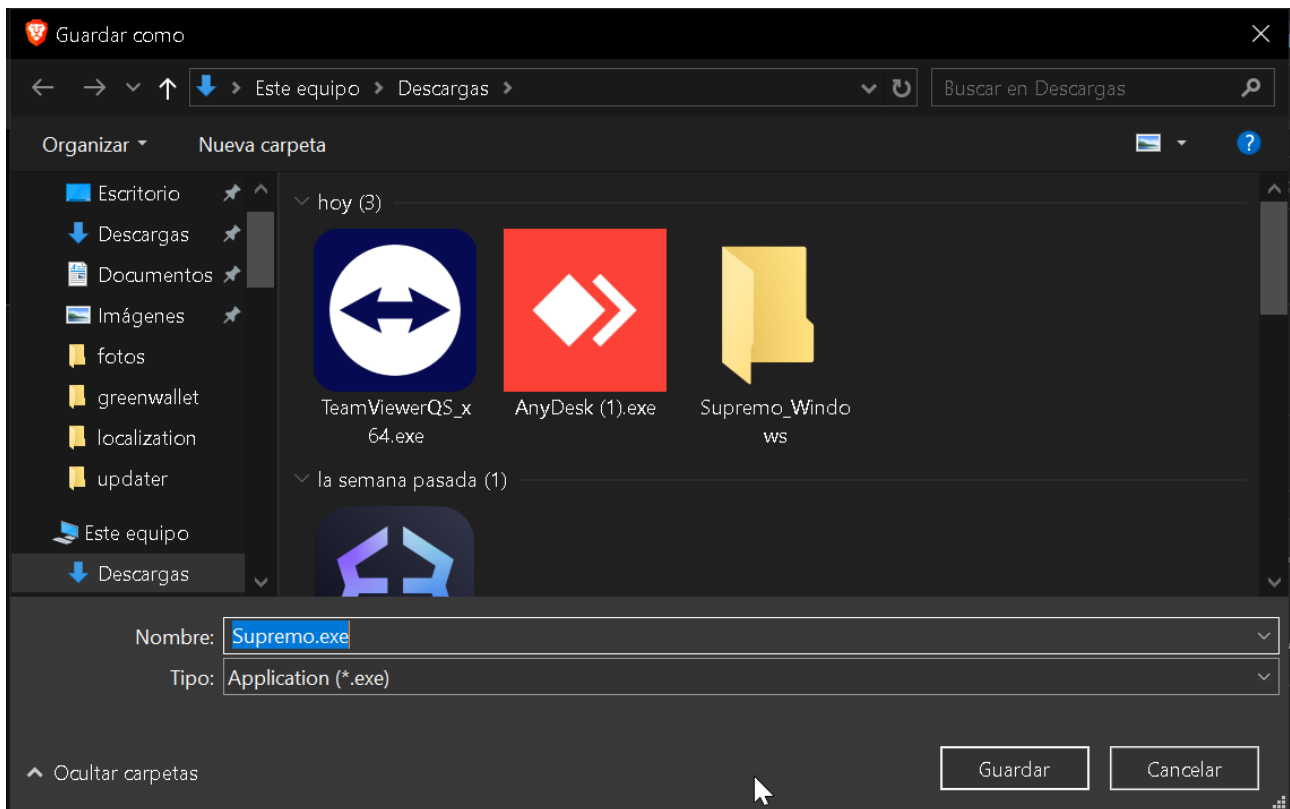 Guardar como
Este equipo > Descargas >
Buscar en Descargas
Organizar
Nueva carpeta
?
Escritorio
Descargas
Documentos
Imágenes
fotos
greenwallet
localization
updater
Este equipo
Descargas
hoy (3)
TeamViewerQS_x
64.exe
AnyDesk (1).exe
Supremo_Windo
ws
la semana pasada (1)
Nombre: Supremo.exe
Tipo: Application (*.exe)
Ocultar carpetas
Guardar
Cancelar